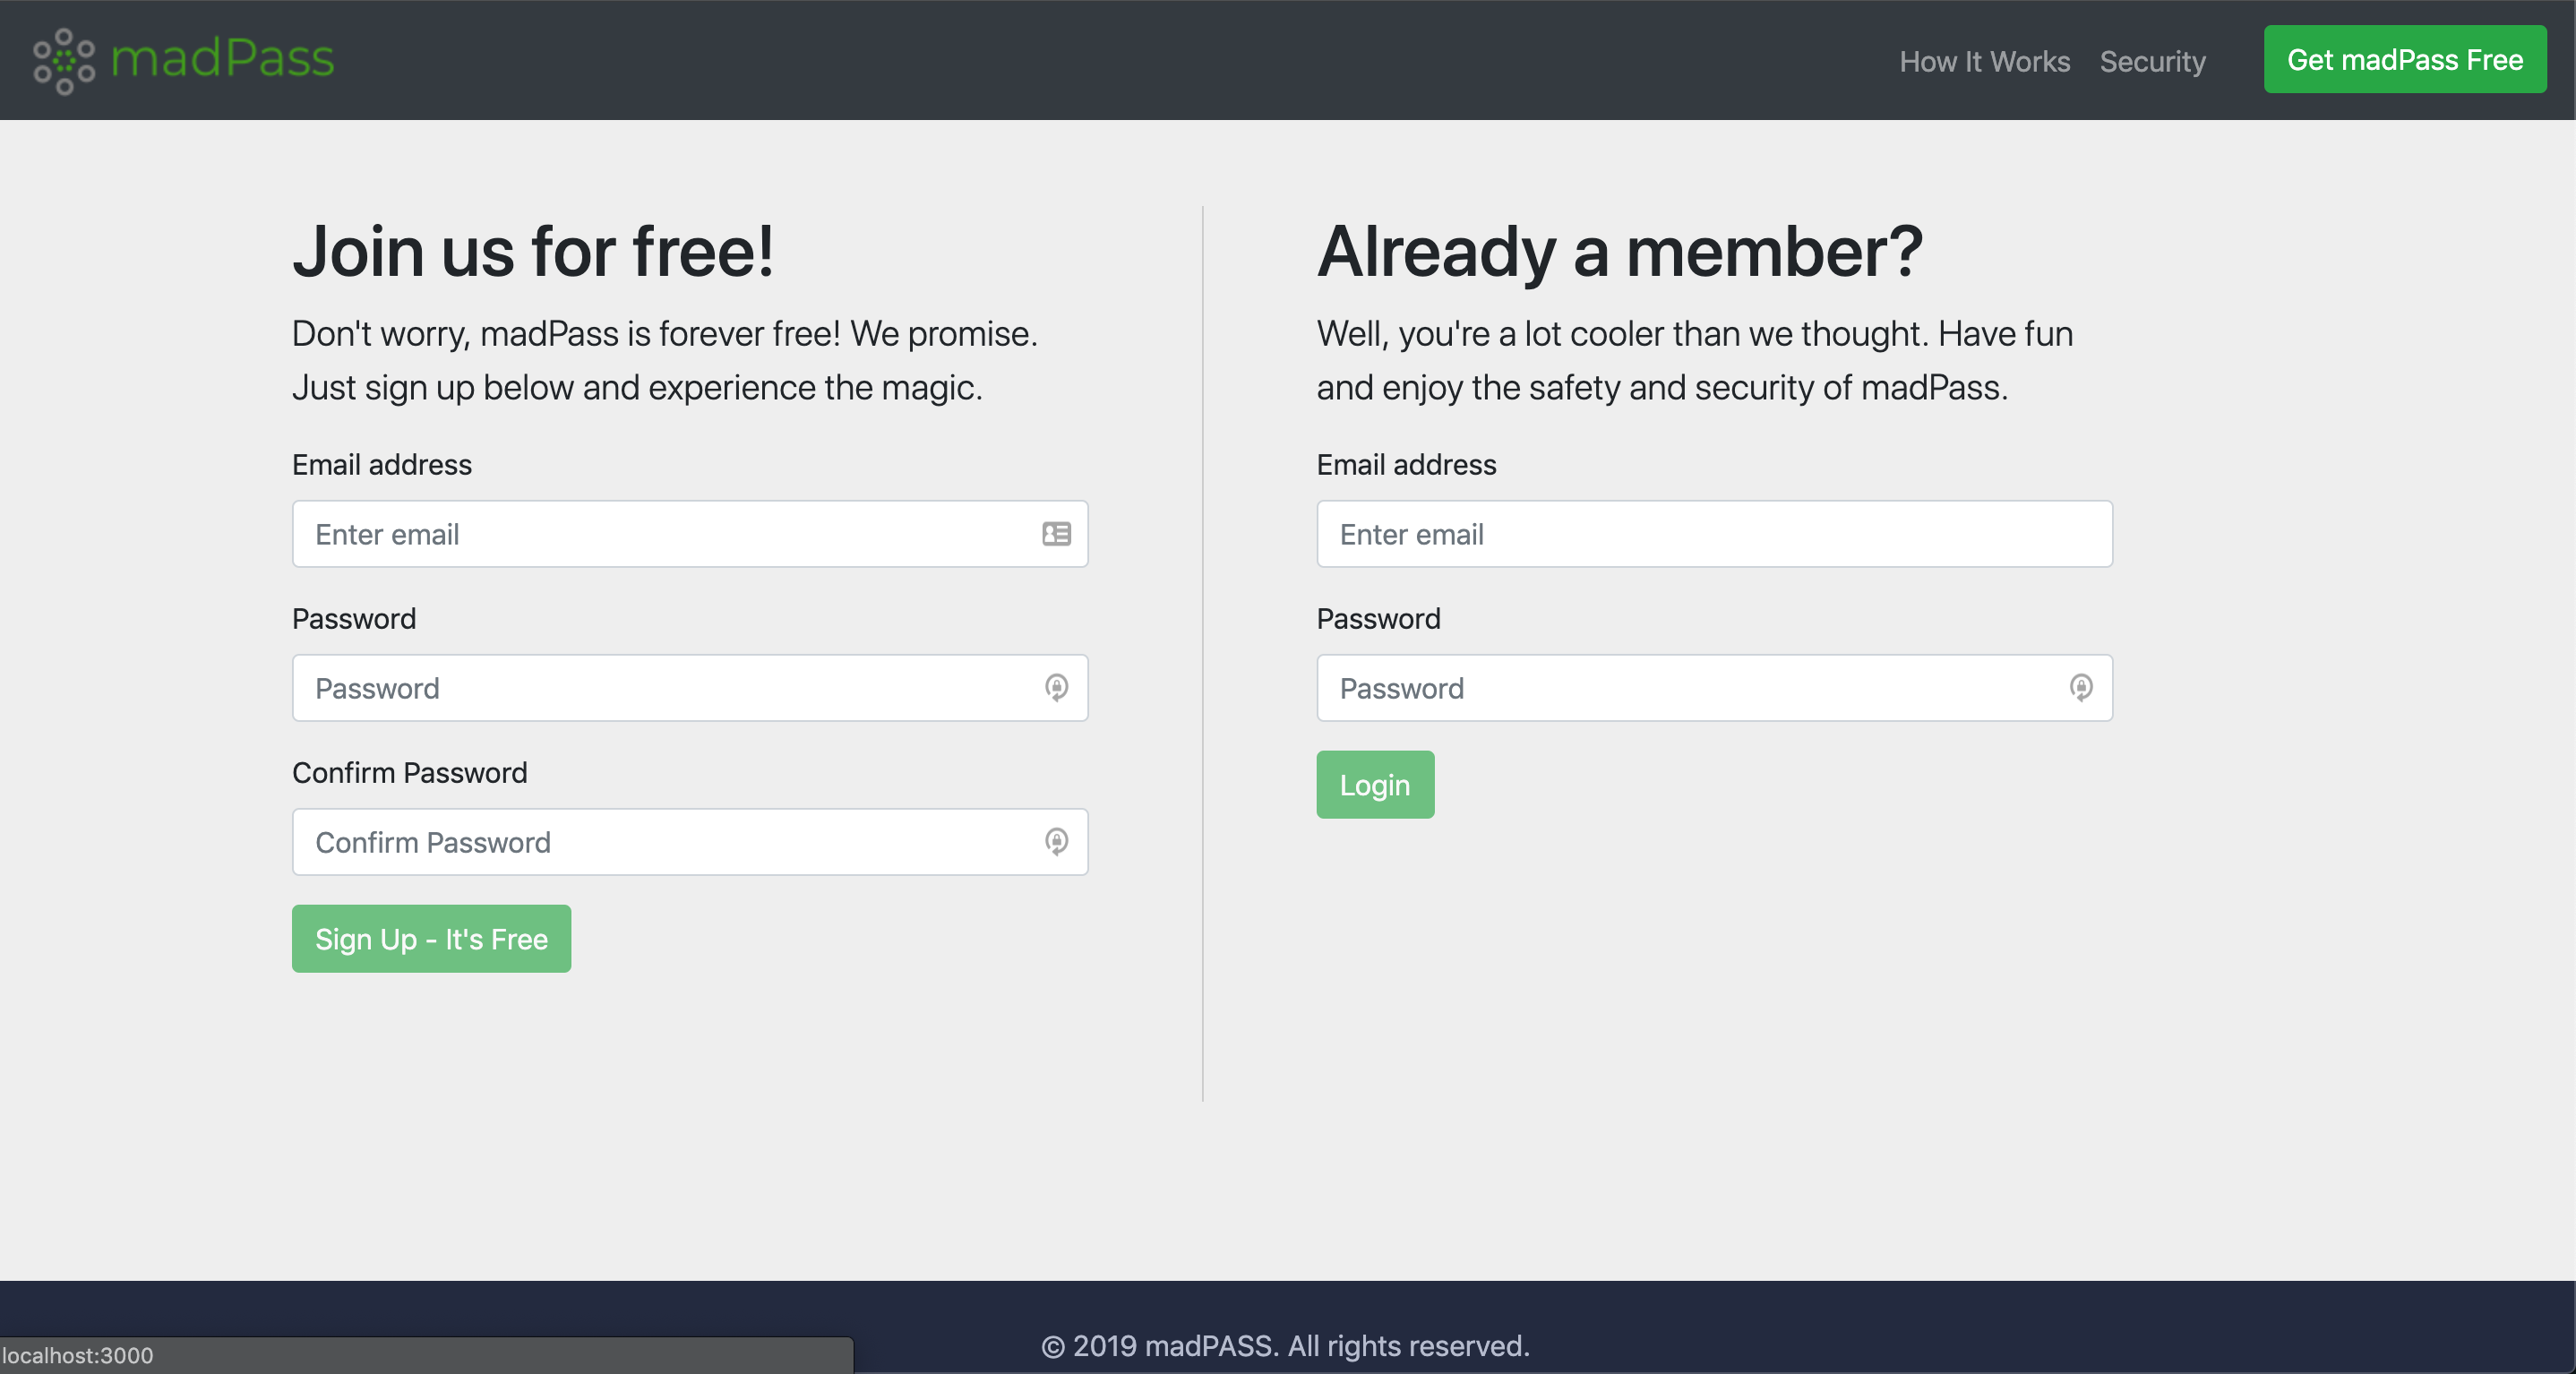 madPass
How It Works
Security
Get madPass Free
Join us for free!
Don't worry, madPass is forever free! We promise.
Just sign up below and experience the magic.
Email address
Enter email
Password
Password
Confirm Password
Confirm Password
Sign Up - It's Free
Already a member?
Well, you're a lot cooler than we thought. Have fun
and enjoy the safety and security of madPass.
Email address
Enter email
Password
Password
Login
© 2019 madPASS. All rights reserved.
localhost:3000